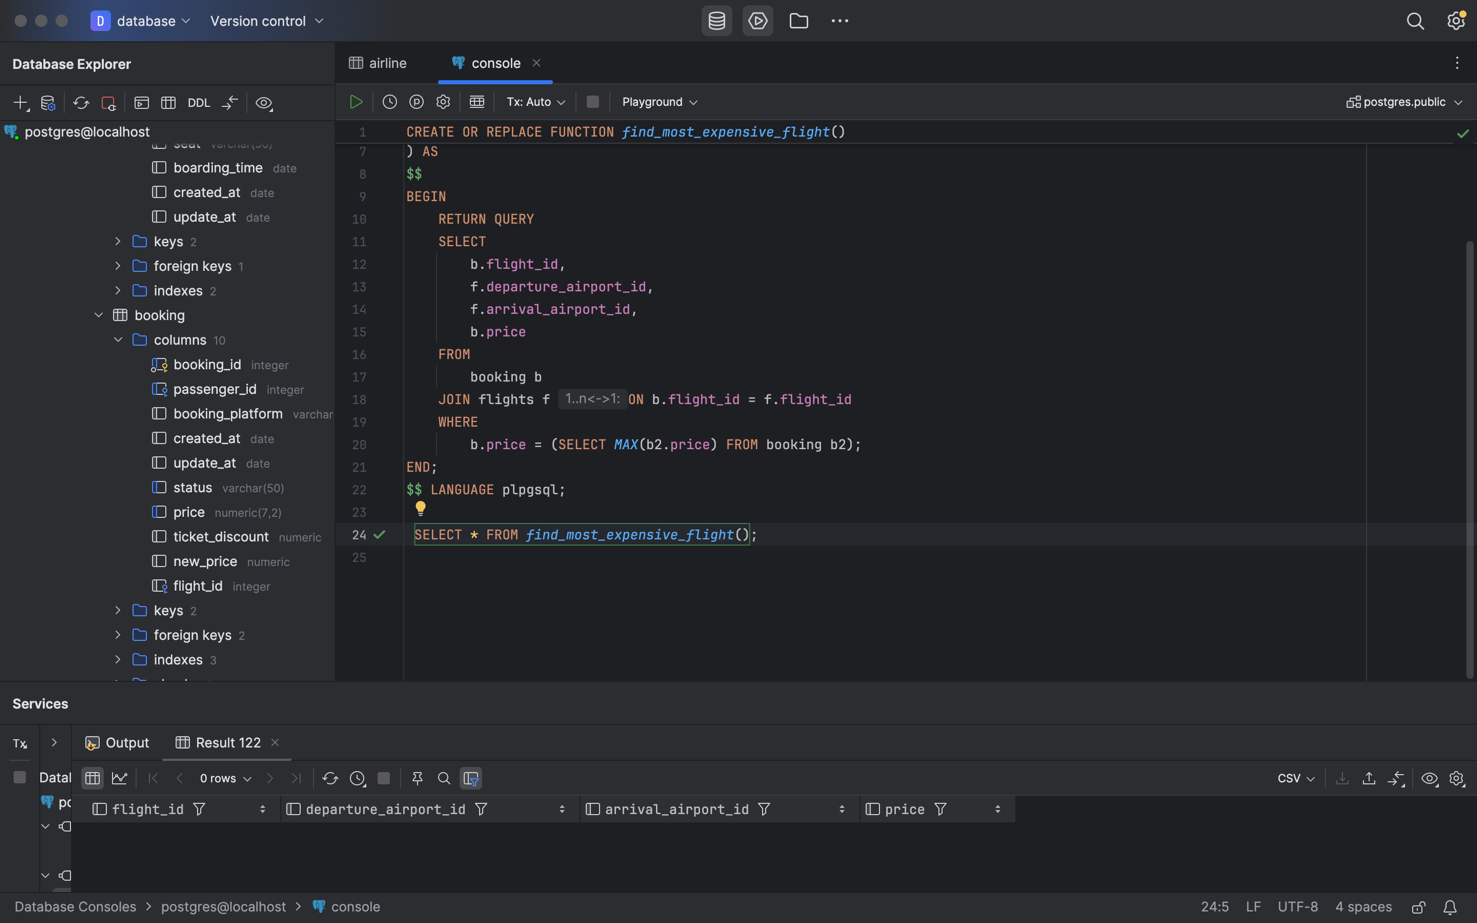 D database Version control
Database Explorer
airline
console
DDL
Tx: Auto
Playground
postgres.public
postgres@localhost
seat varchar(50)
boarding_time date
created_at date
update_at date
keys 2
foreign keys 1
indexes 2
booking
columns 10
booking_id integer
passenger_id integer
booking_platform varchar
created_at date
update_at date
status varchar(50)
price numeric(7,2)
ticket_discount numeric
new_price numeric
flight_id integer
keys 2
foreign keys 2
indexes 3
1 CREATE OR REPLACE FUNCTION find_most_expensive_flight()
7 ) AS
8 $$
9 BEGIN
10 RETURN QUERY
11 SELECT
12 b.flight_id,
13 f.departure_airport_id,
14 f.arrival_airport_id,
15 b.price
16 FROM
17 booking b
18 JOIN flights f 1..n<->1: ON b.flight_id = f.flight_id
19 WHERE
20 b.price = (SELECT MAX(b2.price) FROM booking b2);
21 END;
22 $$ LANGUAGE plpgsql;
23
24 SELECT * FROM find_most_expensive_flight();
25
Services
Tx
Output
Result 122
Datal
po
0 rows
CSV
flight_id
departure_airport_id
arrival_airport_id
price
Database Consoles > postgres@localhost > console
24:5 LF UTF-8 4 spaces